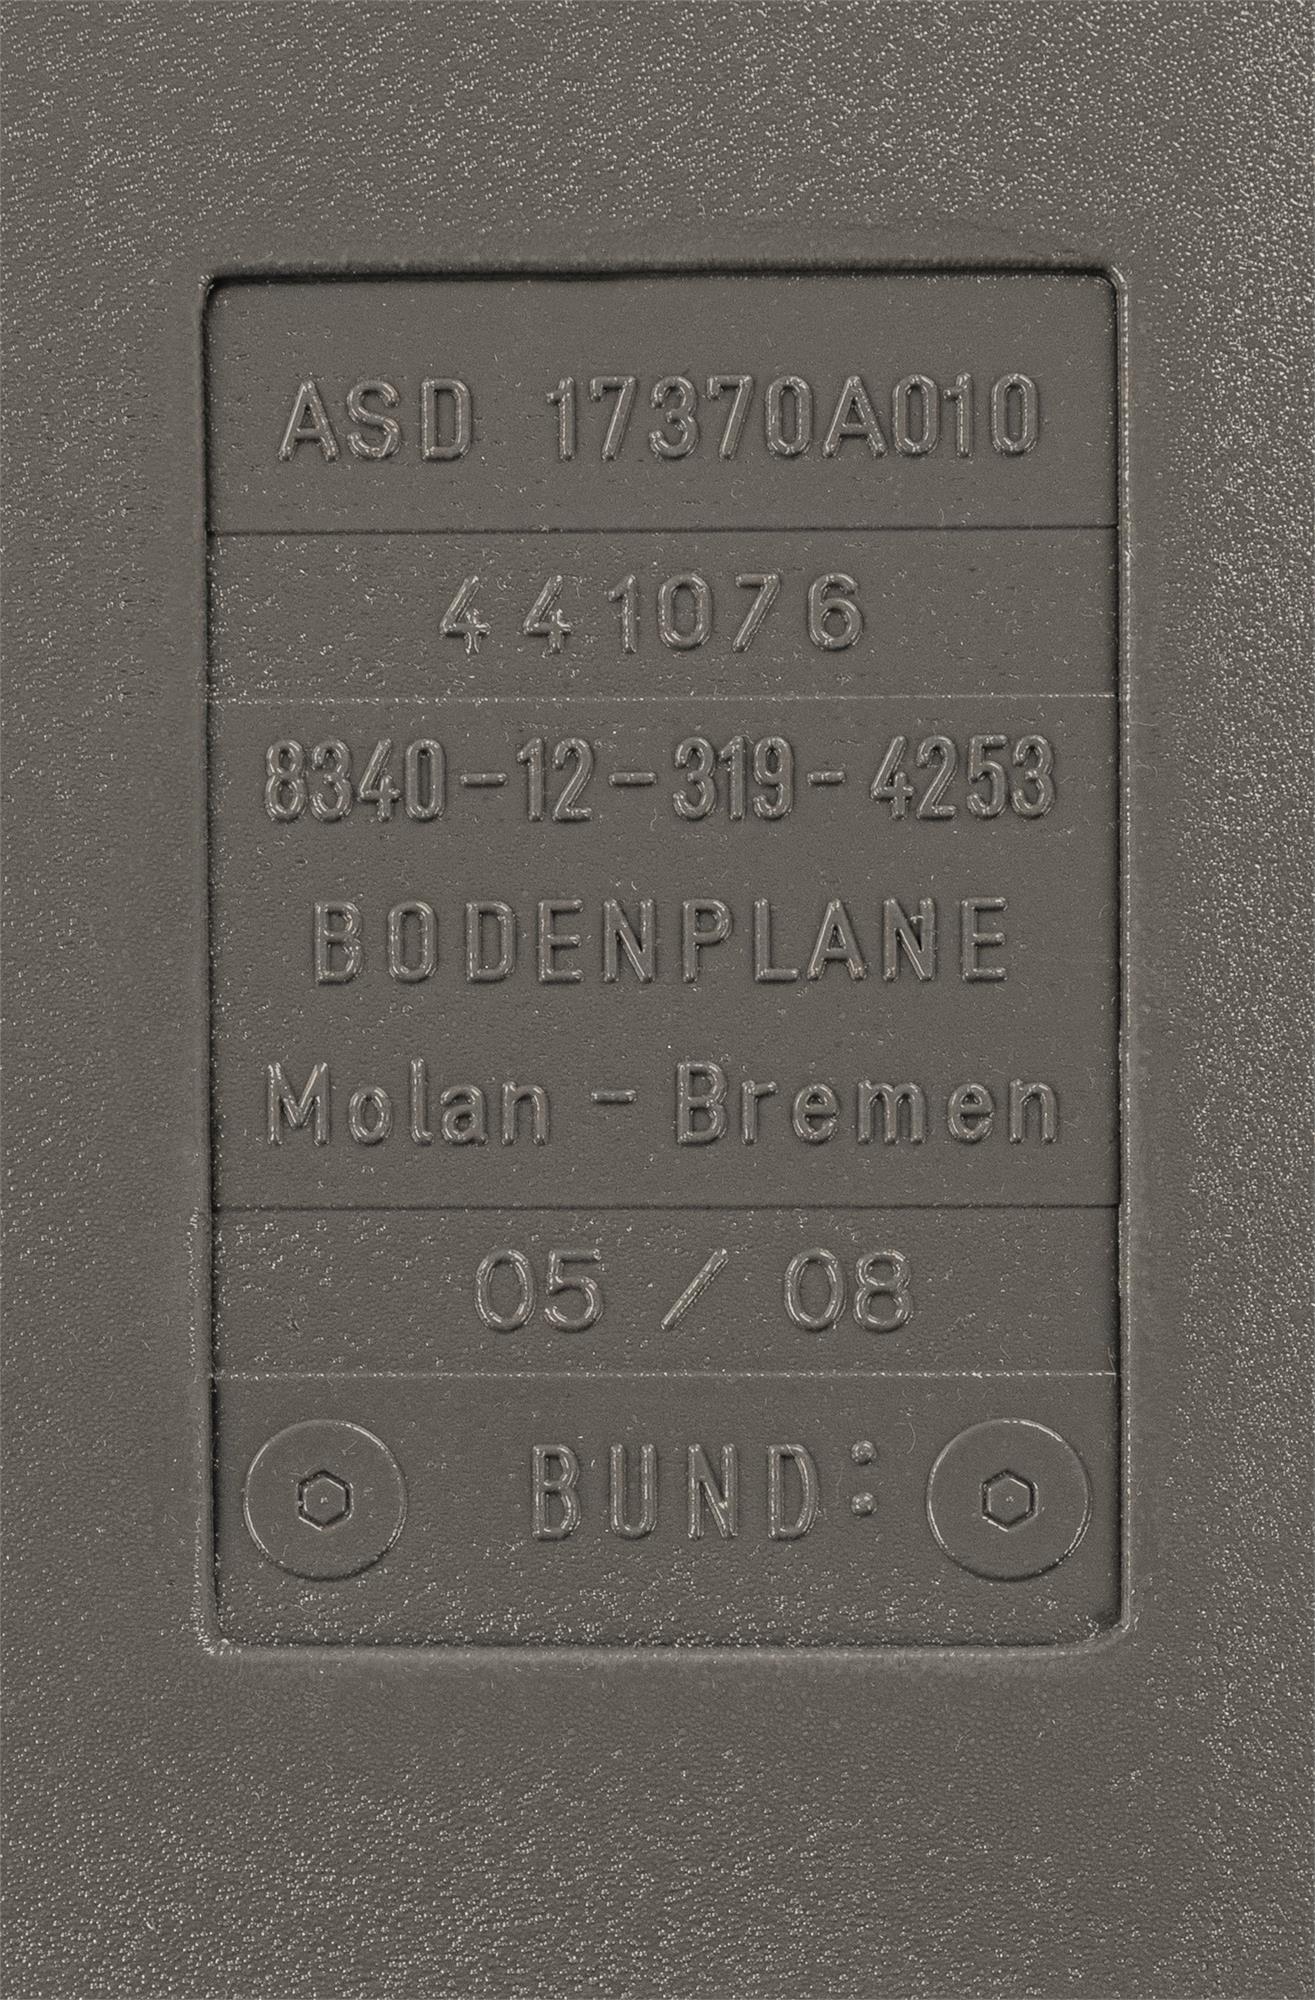 ASD 17370A010
441076
8340-12-319-4253
BODENPLANE
Molan - Bremen
05 / 08
BUND: